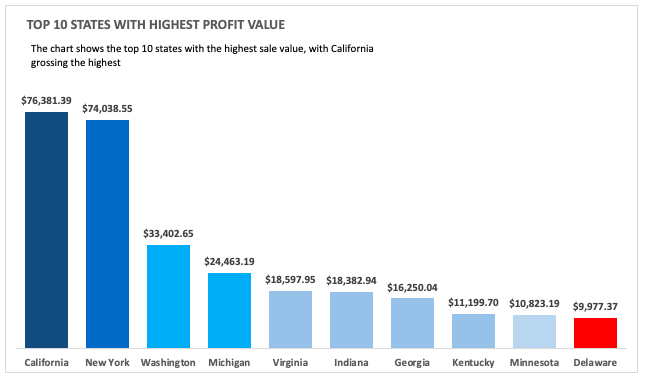 TOP 10 STATES WITH HIGHEST PROFIT VALUE
The chart shows the top 10 states with the highest sale value, with California
grossing the highest
$76,381.39
$74,038.55
$33,402.65
$24,463.19
$18,597.95
$18,382.94
$16,250.04
$11,199.70
$10,823.19
$9,977.37
California
New York
Washington
Michigan
Virginia
Indiana
Georgia
Kentucky
Minnesota
Delaware